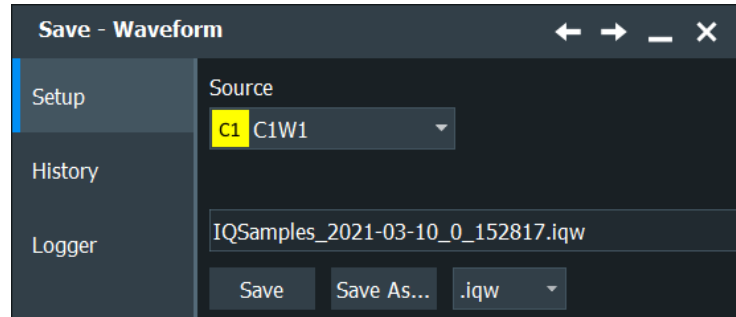 Save - Waveform
Setup
History
Logger
Source
C1 C1W1
IQSamples_2021-03-10_0_152817.iqw
Save Save As... .iqw